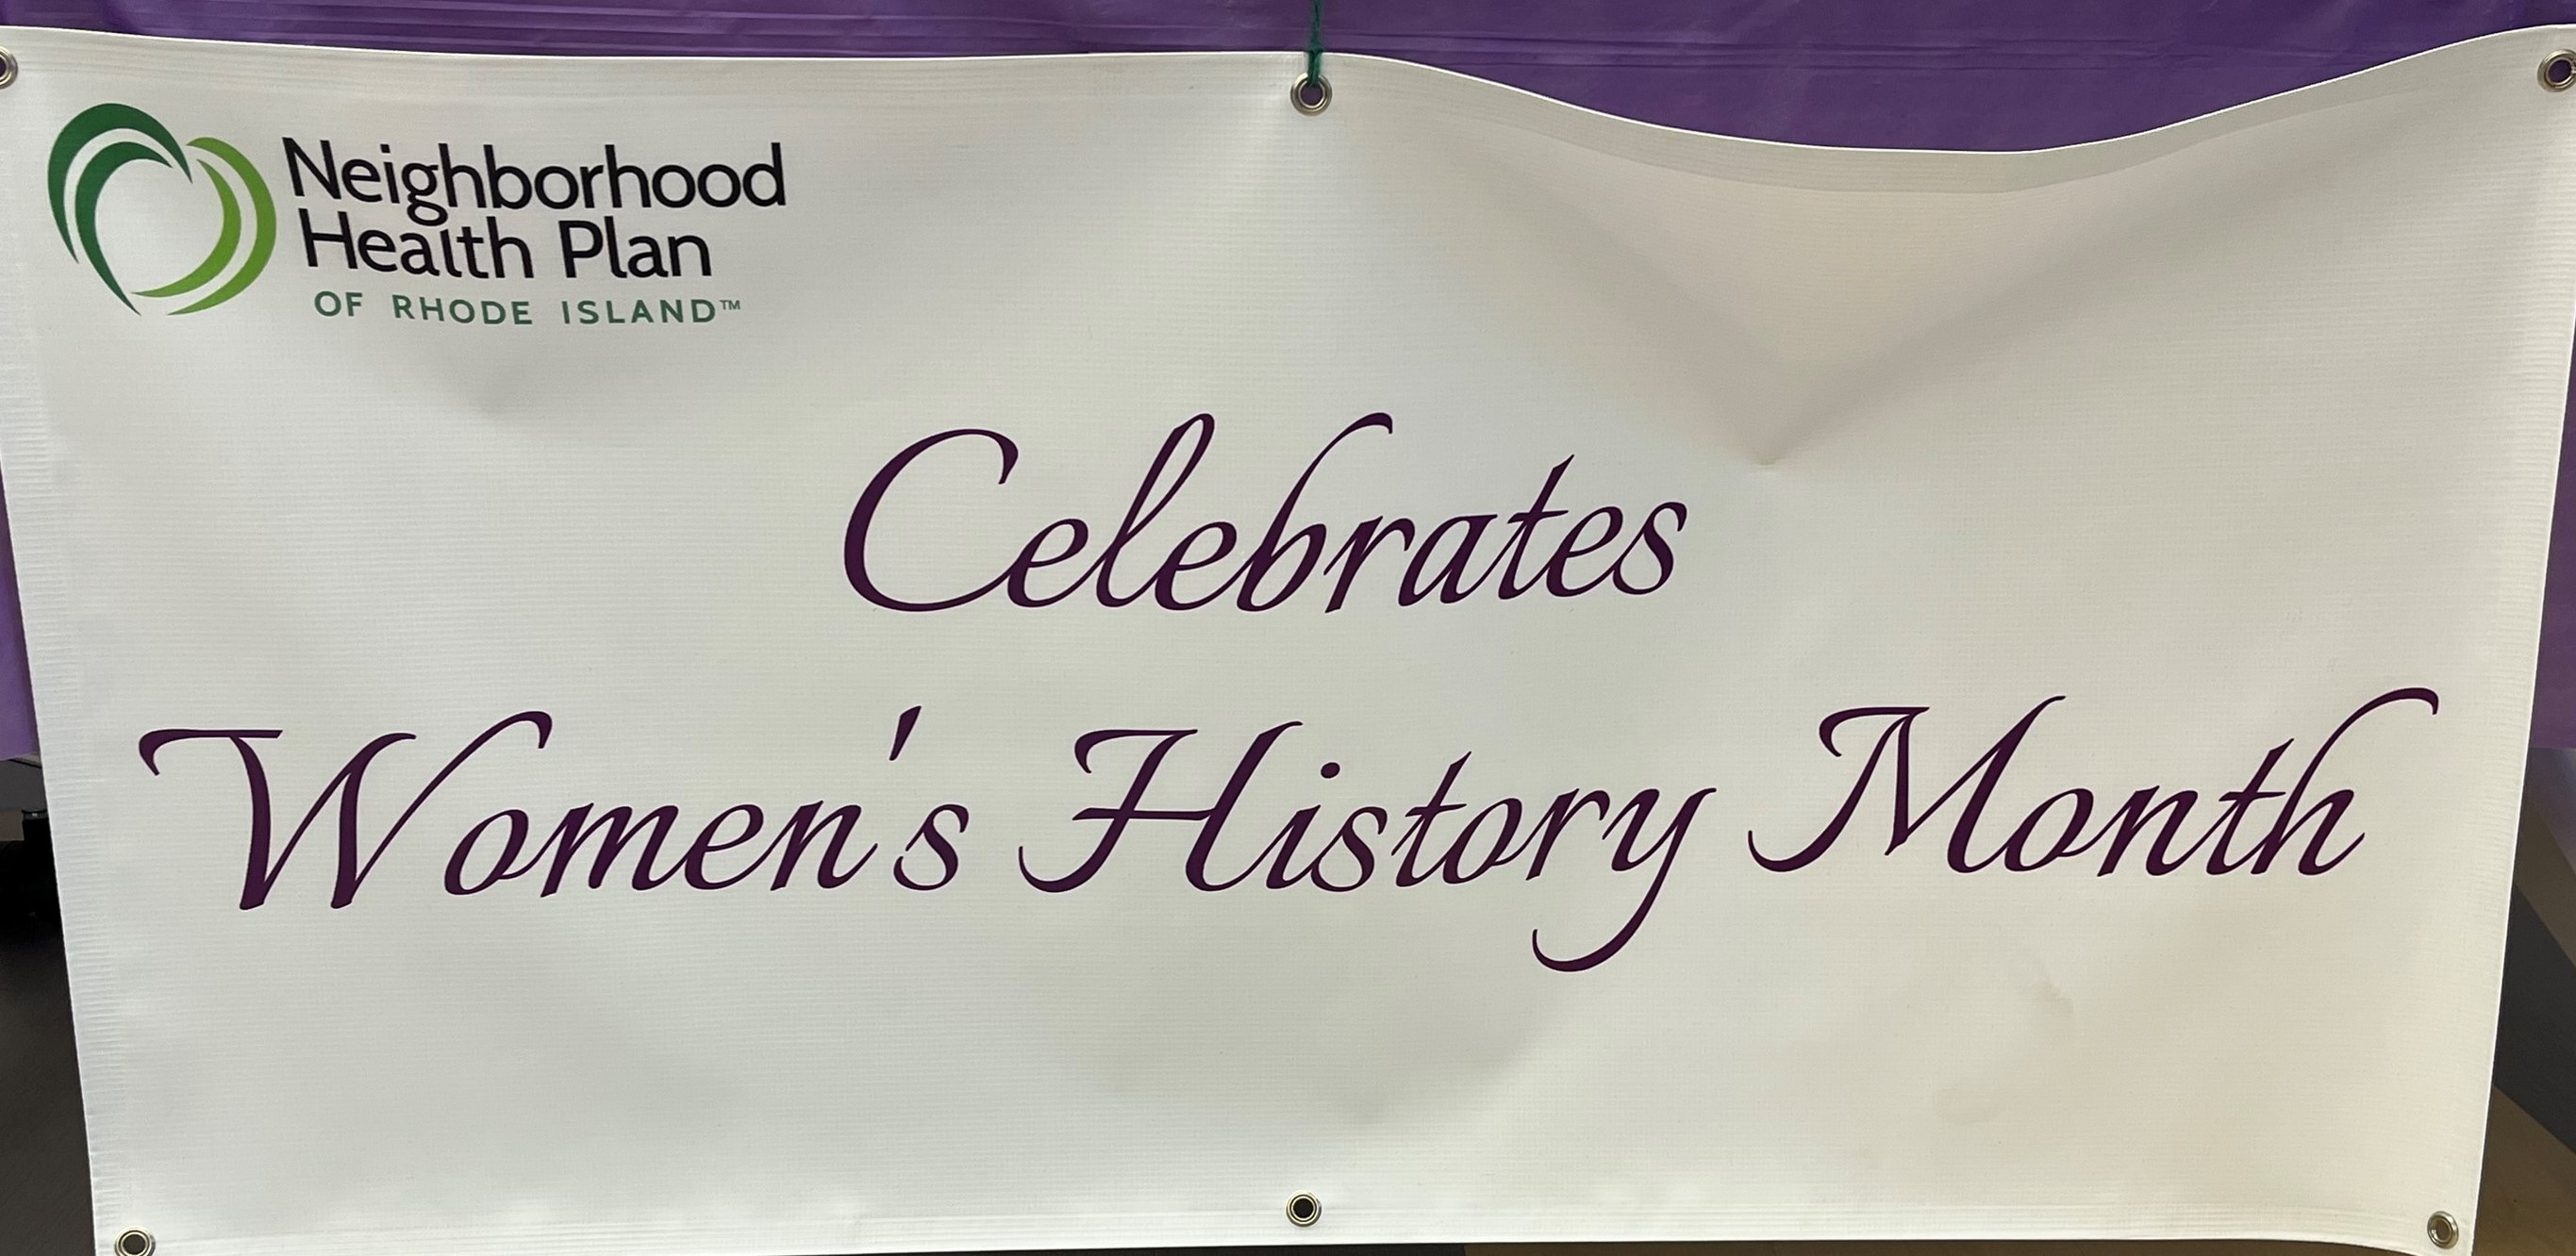 Neighborhood
Health Plan
OF RHODE ISLAND™
Celebrates
Women's History Month